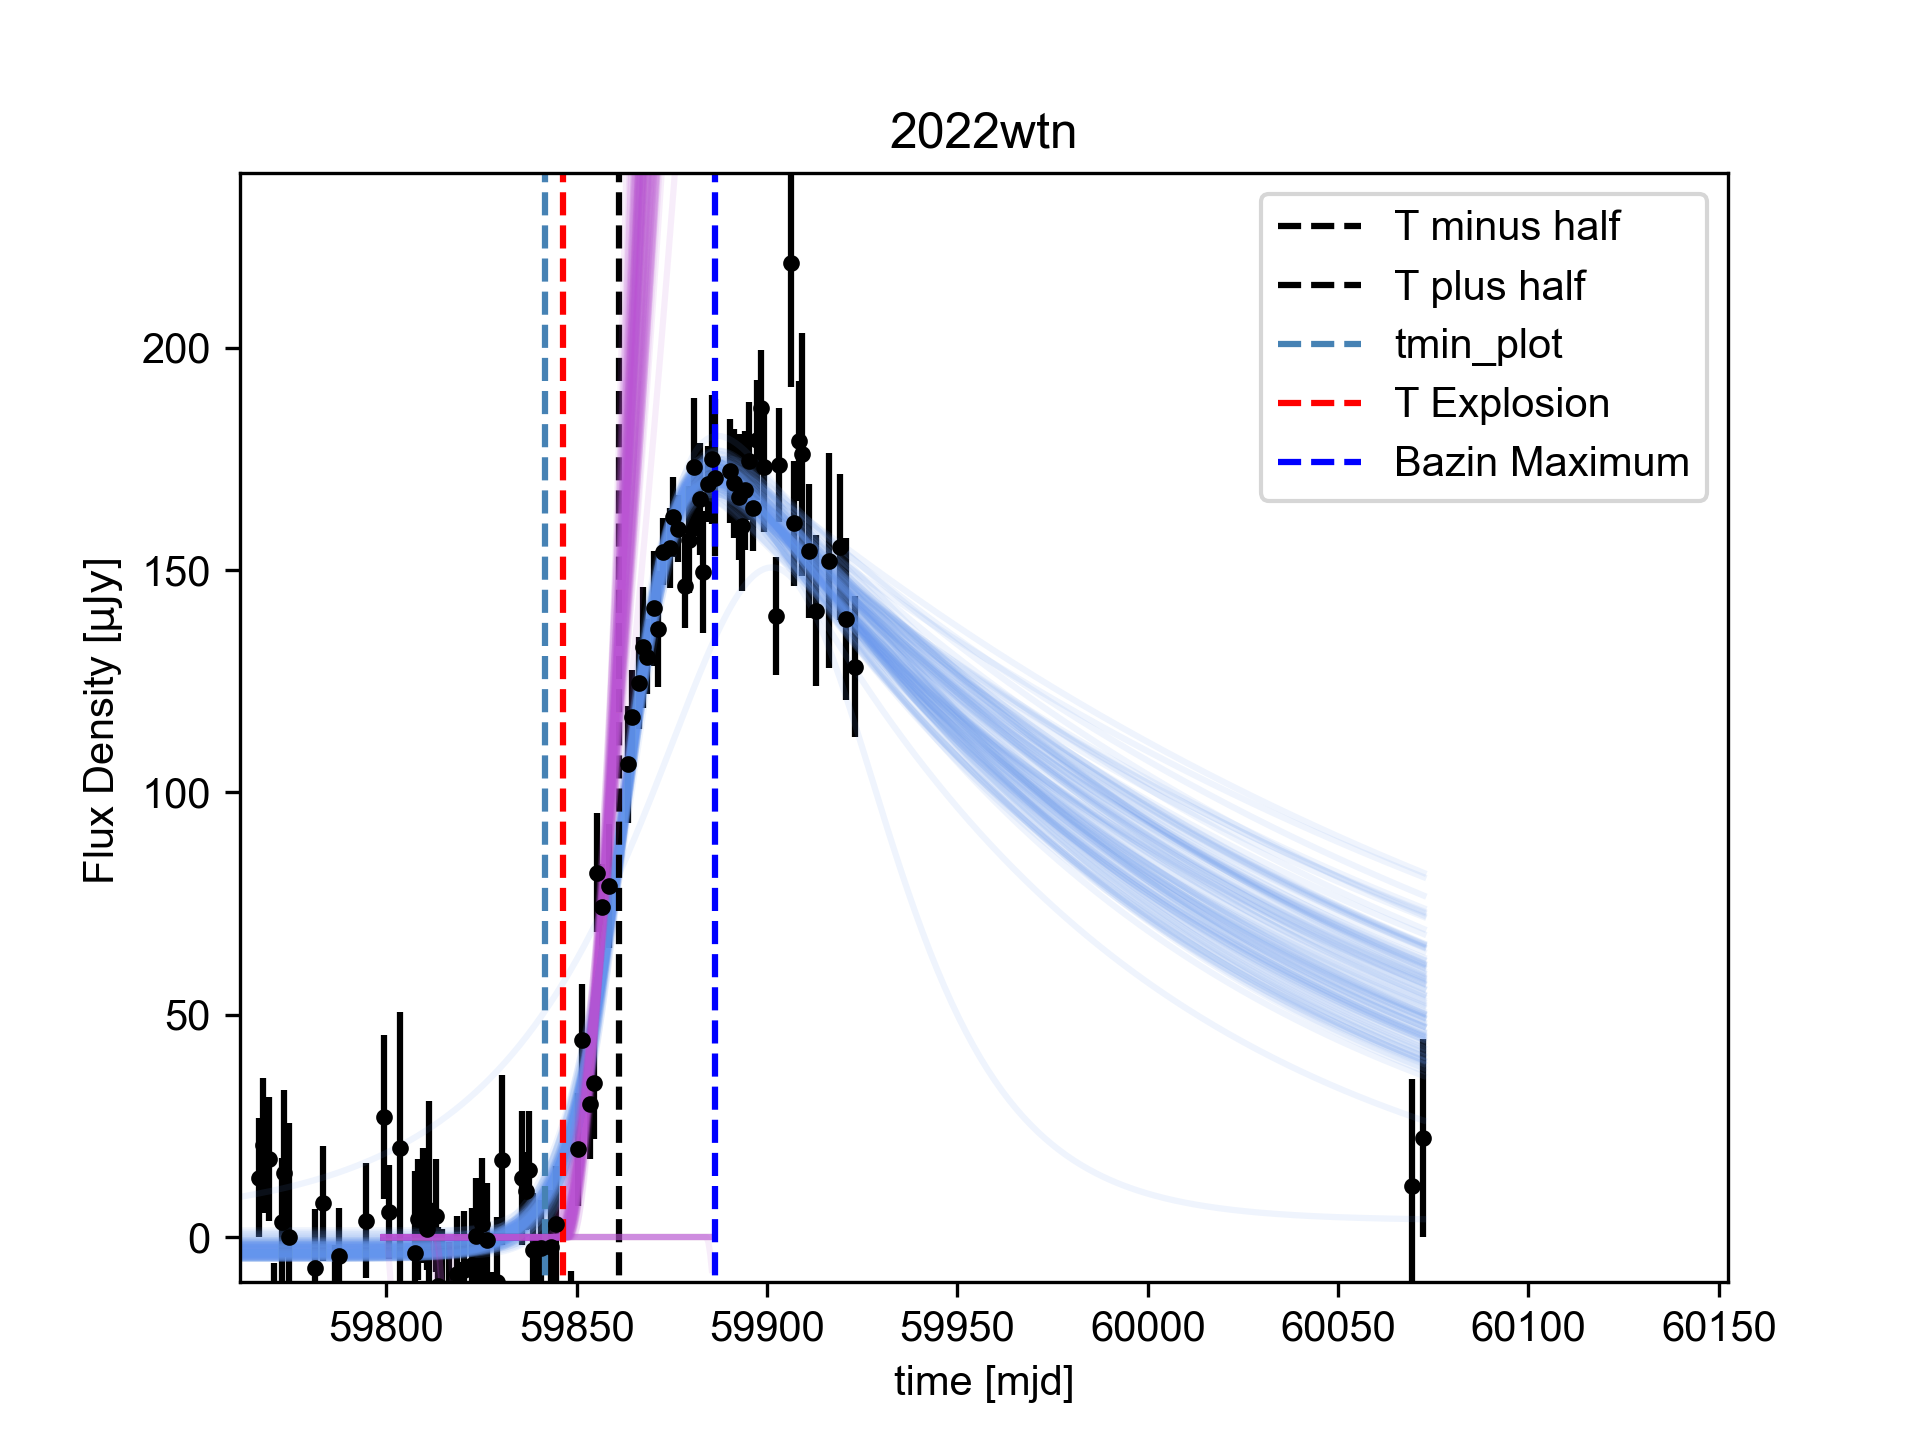 2022wtn
T minus half
T plus half
tmin_plot
T Explosion
Bazin Maximum
Flux Density [µJy]
200
150
100
50
0
59800 59850 59900 59950 60000 60050 60100 60150
time [mjd]